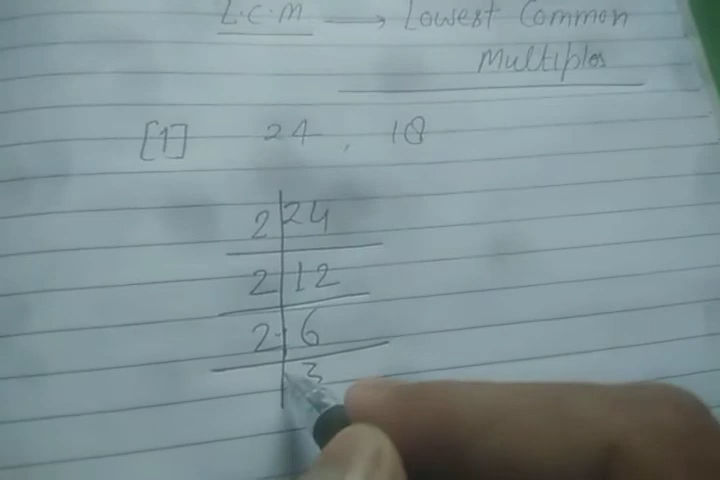 L.C.M → Lowest Common
Multiples
[1] 24, 18
2 24
2 12
2 6
3